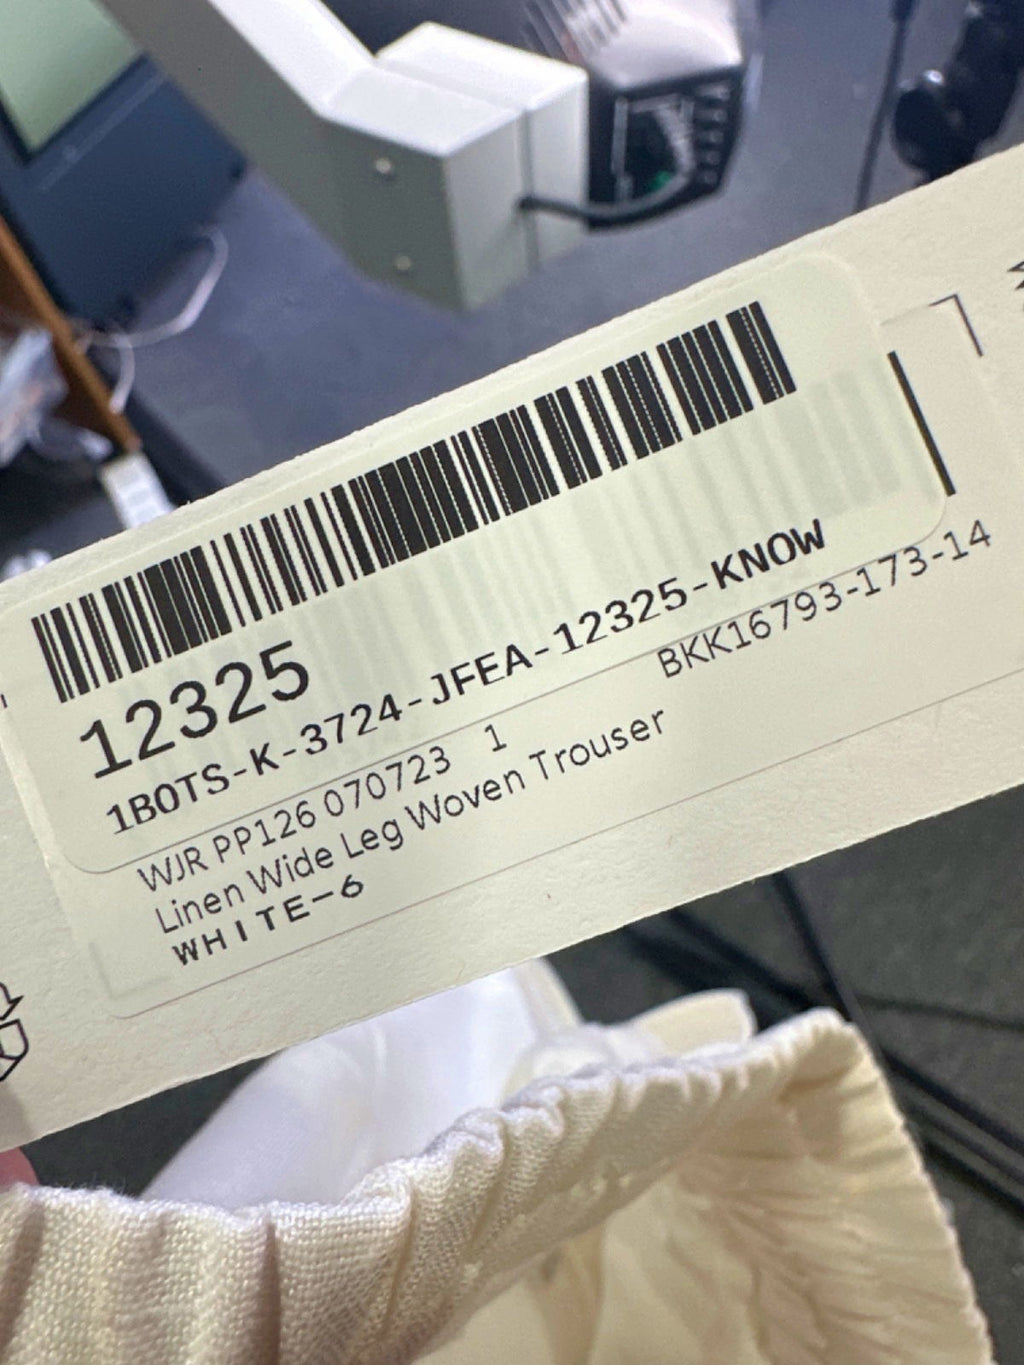 12325
1B0TS-K-3724-JFEA-12325-KNOW
BKK16793-173-14
WJR PP126 070723 1
Linen Wide Leg Woven Trouser
WHITE-6